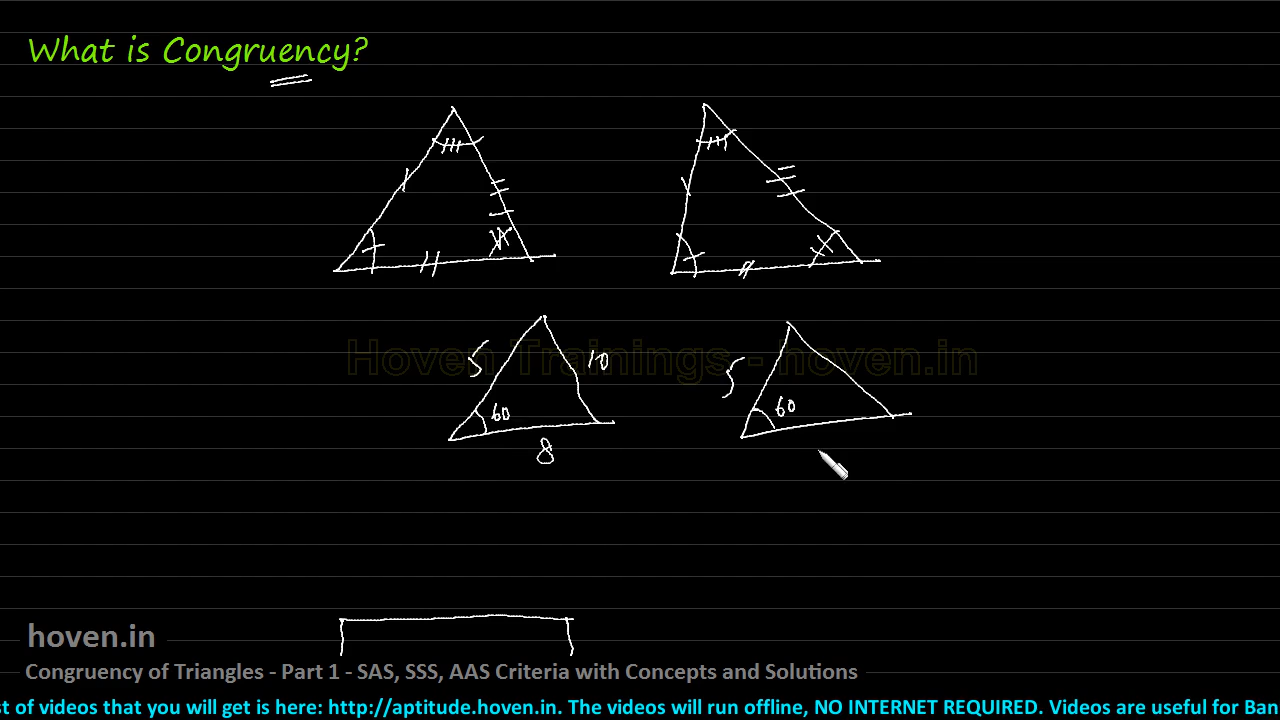 What is Congruency?
Hoven Trainings - hoven.in
5 10 5
60 60
8
hoven.in
Congruency of Triangles - Part 1 - SAS, SSS, AAS Criteria with Concepts and Solutions
st of videos that you will get is here: http://aptitude.hoven.in. The videos will run offline, NO INTERNET REQUIRED. Videos are useful for Ban